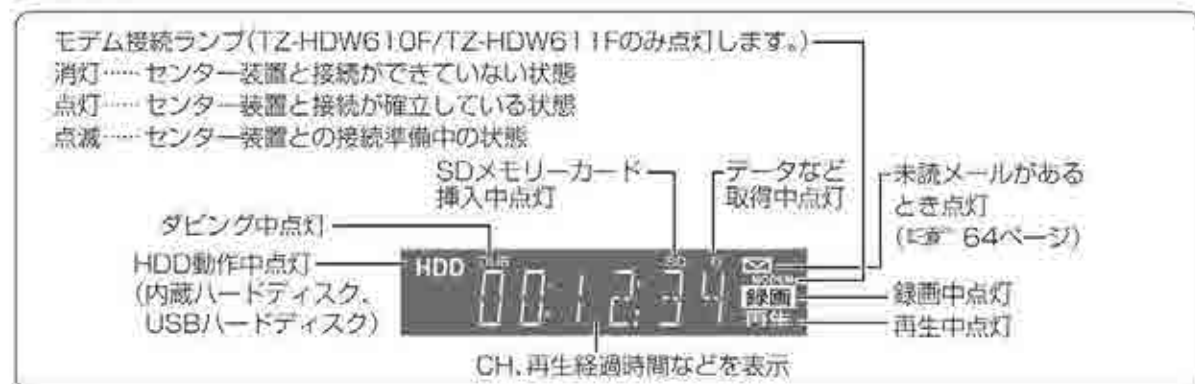 モデム接続ランプ(TZ-HDW610F/TZ-HDW611Fのみ点灯します。)
消灯……センター装置と接続ができていない状態
点灯……センター装置と接続が確立している状態
点滅……センター装置との接続準備中の状態
SDメモリーカード
挿入中点灯
データなど
取得中点灯
未読メールがある
とき点灯
(☞ 64ページ)
ダビング中点灯
HDD動作中点灯
(内蔵ハードディスク、
USBハードディスク)
HDD
DUB
SD
00:12:34
MODEM
録画
再生
録画中点灯
再生中点灯
CH、再生経過時間などを表示